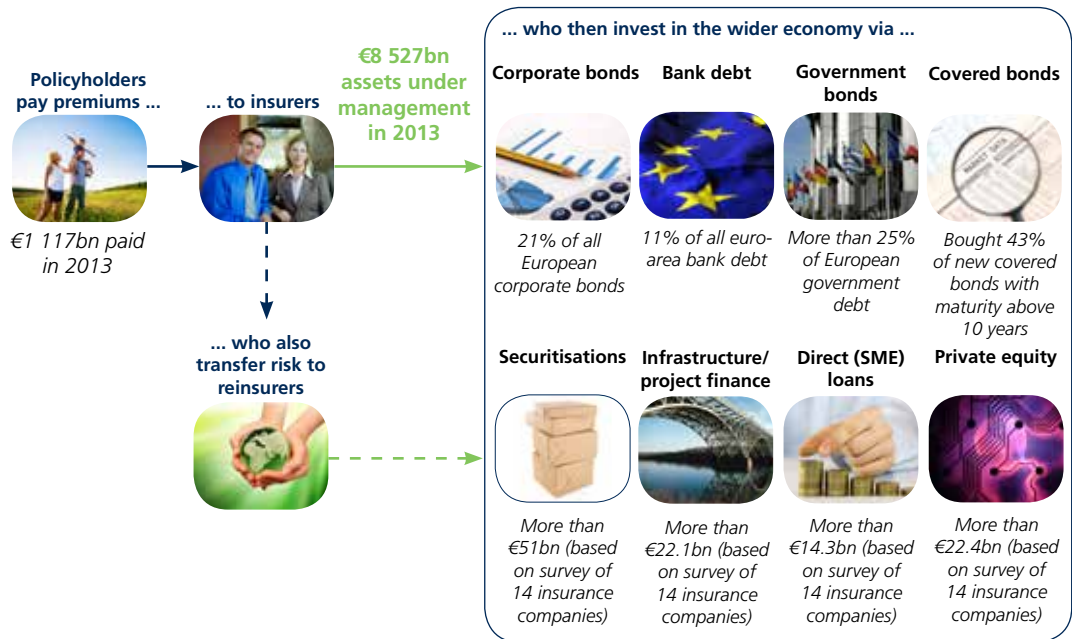 Policyholders
pay premiums ...
€1 117bn paid
in 2013
... to insurers
€8 527bn
assets under
management
in 2013
... who also
transfer risk to
reinsurers
... who then invest in the wider economy via ...
Corporate bonds
21% of all
European
corporate bonds
Bank debt
11% of all euro-
area bank debt
Government
bonds
More than 25%
of European
government
debt
Covered bonds
MARKET DATA
Bought 43%
of new covered
bonds with
maturity above
10 years
Securitisations
More than
€51bn (based
on survey of
14 insurance
companies)
Infrastructure/
project finance
More than
€22.1bn (based
on survey of
14 insurance
companies)
Direct (SME)
loans
More than
€14.3bn (based
on survey of
14 insurance
companies)
Private equity
More than
€22.4bn (based
on survey of
14 insurance
companies)